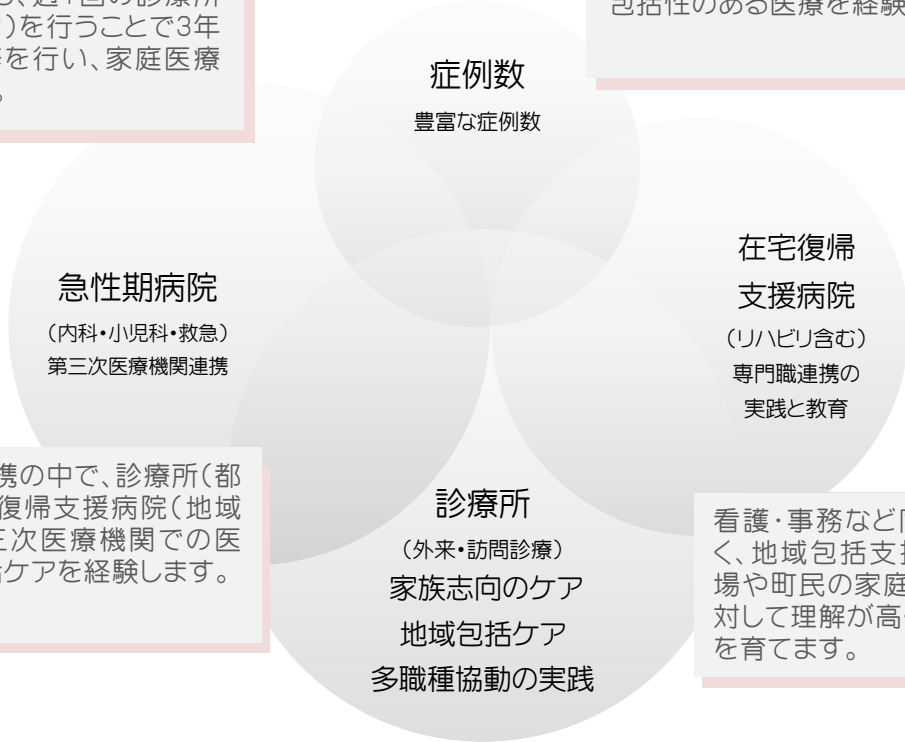 、週1回の診療所
)を行うことで3年
を行い、家庭医療
。
包括性のある医療を経験
症例数
豊富な症例数
急性期病院
（内科・小児科・救急）
第三次医療機関連携
在宅復帰
支援病院
（リハビリ含む）
専門職連携の
実践と教育
携の中で、診療所（都
復帰支援病院（地域
三次医療機関での医
ケアを経験します。
診療所
（外来・訪問診療）
家族志向のケア
地域包括ケア
多職種協動の実践
看護・事務など
く、地域包括支
場や町民の家庭
対して理解が高
を育てます。